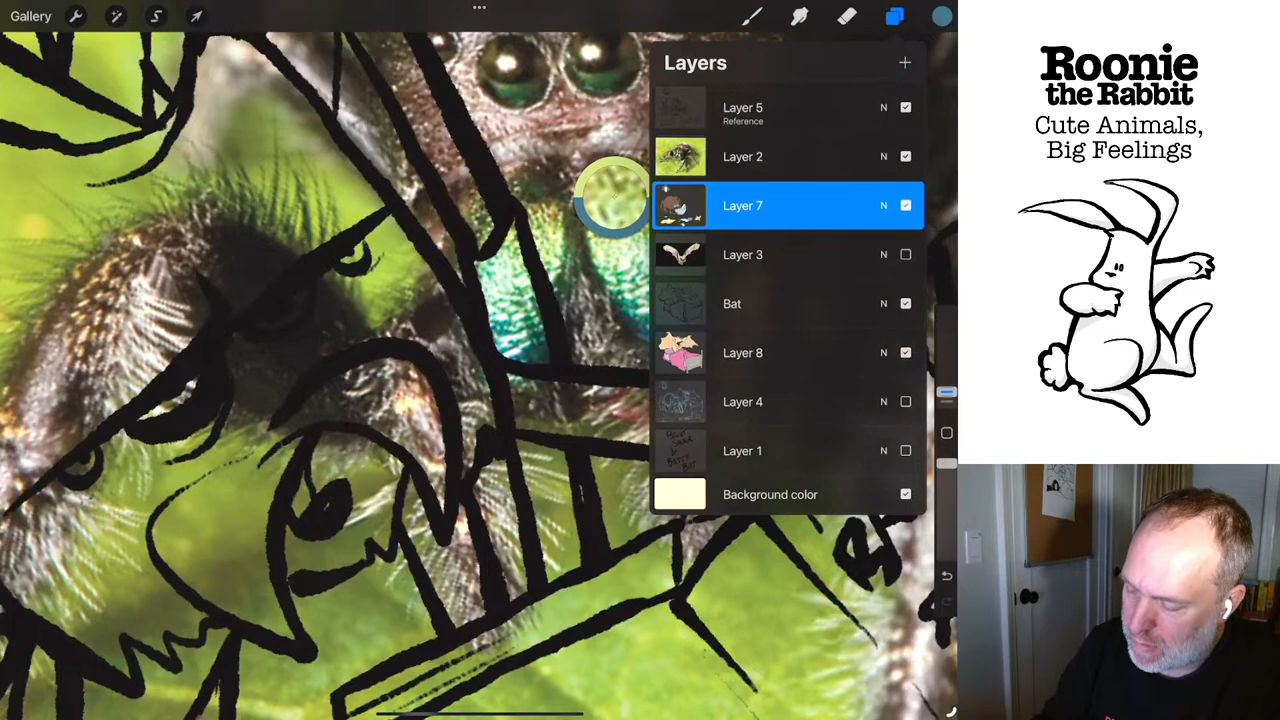 Gallery
Layers
Layer 5 N
Reference
Layer 2 N
Layer 7 N
Layer 3 N
Bat N
Layer 8 N
Layer 4 N
Layer 1 N
Background color
Roonie
the Rabbit
Cute Animals,
Big Feelings